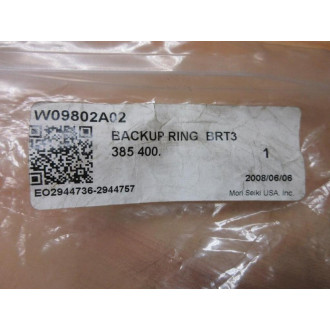 W09802A02
BACKUP RING BRT3
385 400. 1
2008/06/06
EO2944736-2944757 Mori Seiki USA, Inc.